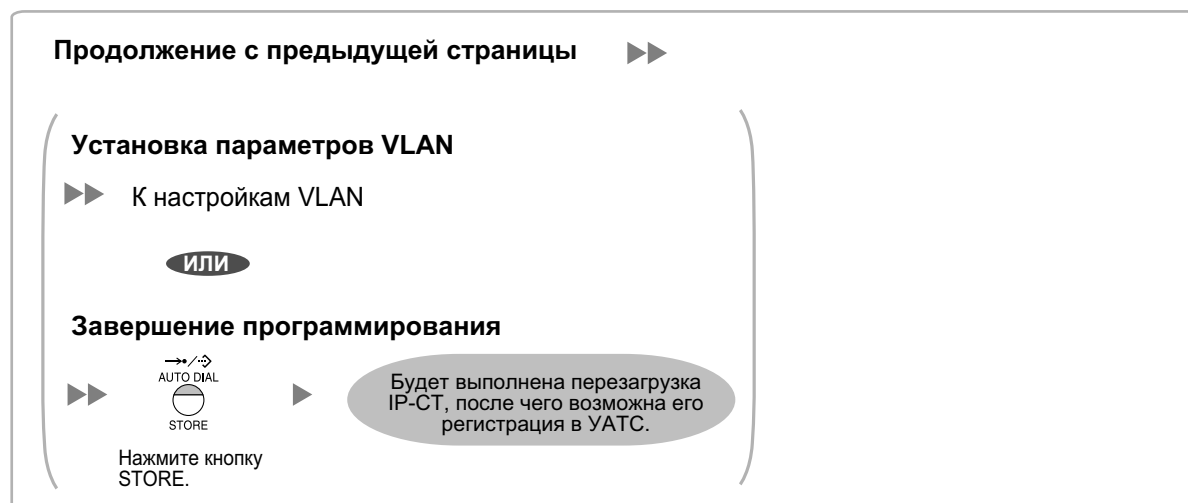 Продолжение с предыдущей страницы
Установка параметров VLAN
К настройкам VLAN
ИЛИ
Завершение программирования
AUTO DIAL
STORE
Нажмите кнопку
STORE.
Будет выполнена перезагрузка
IP-CT, после чего возможна его
регистрация в УАТС.